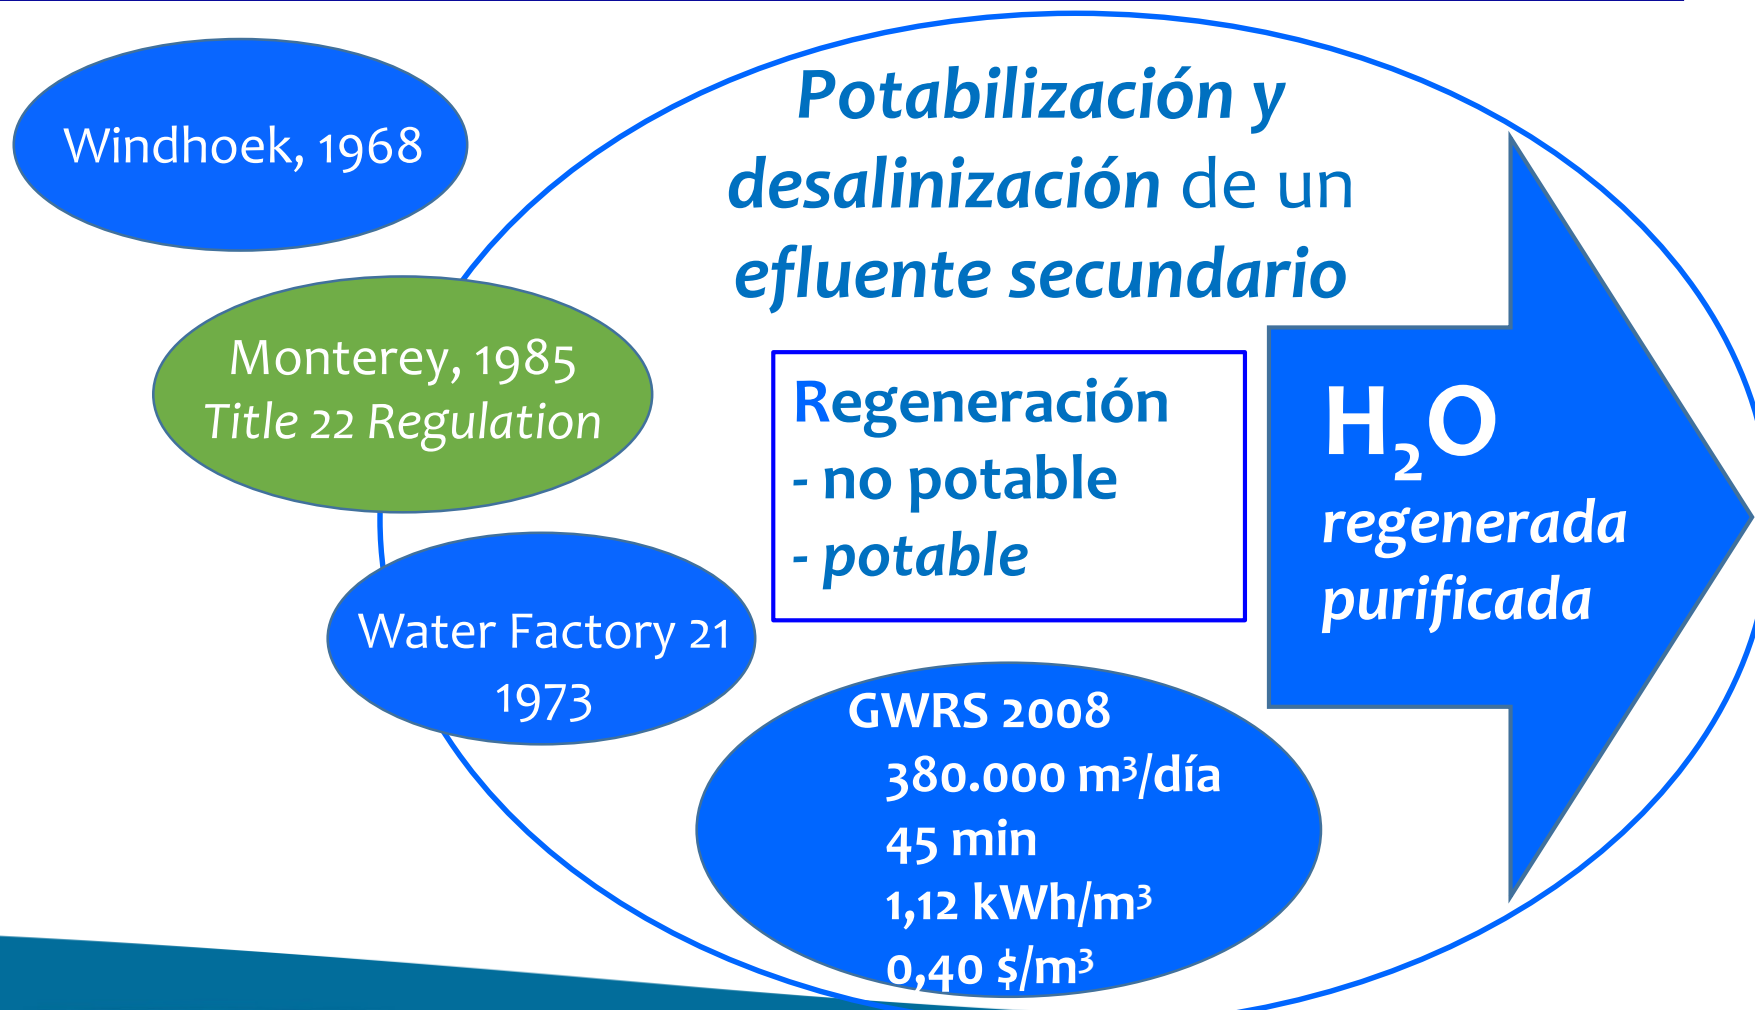 Windhoek, 1968
Monterey, 1985
Title 22 Regulation
Water Factory 21
1973
Potabilización y
desalinización de un
efluente secundario
Regeneración
- no potable
- potable
GWRS 2008
380.000 m³/día
45 min
1,12 kWh/m³
0,40 $/m³
H₂O
regenerada
purificada